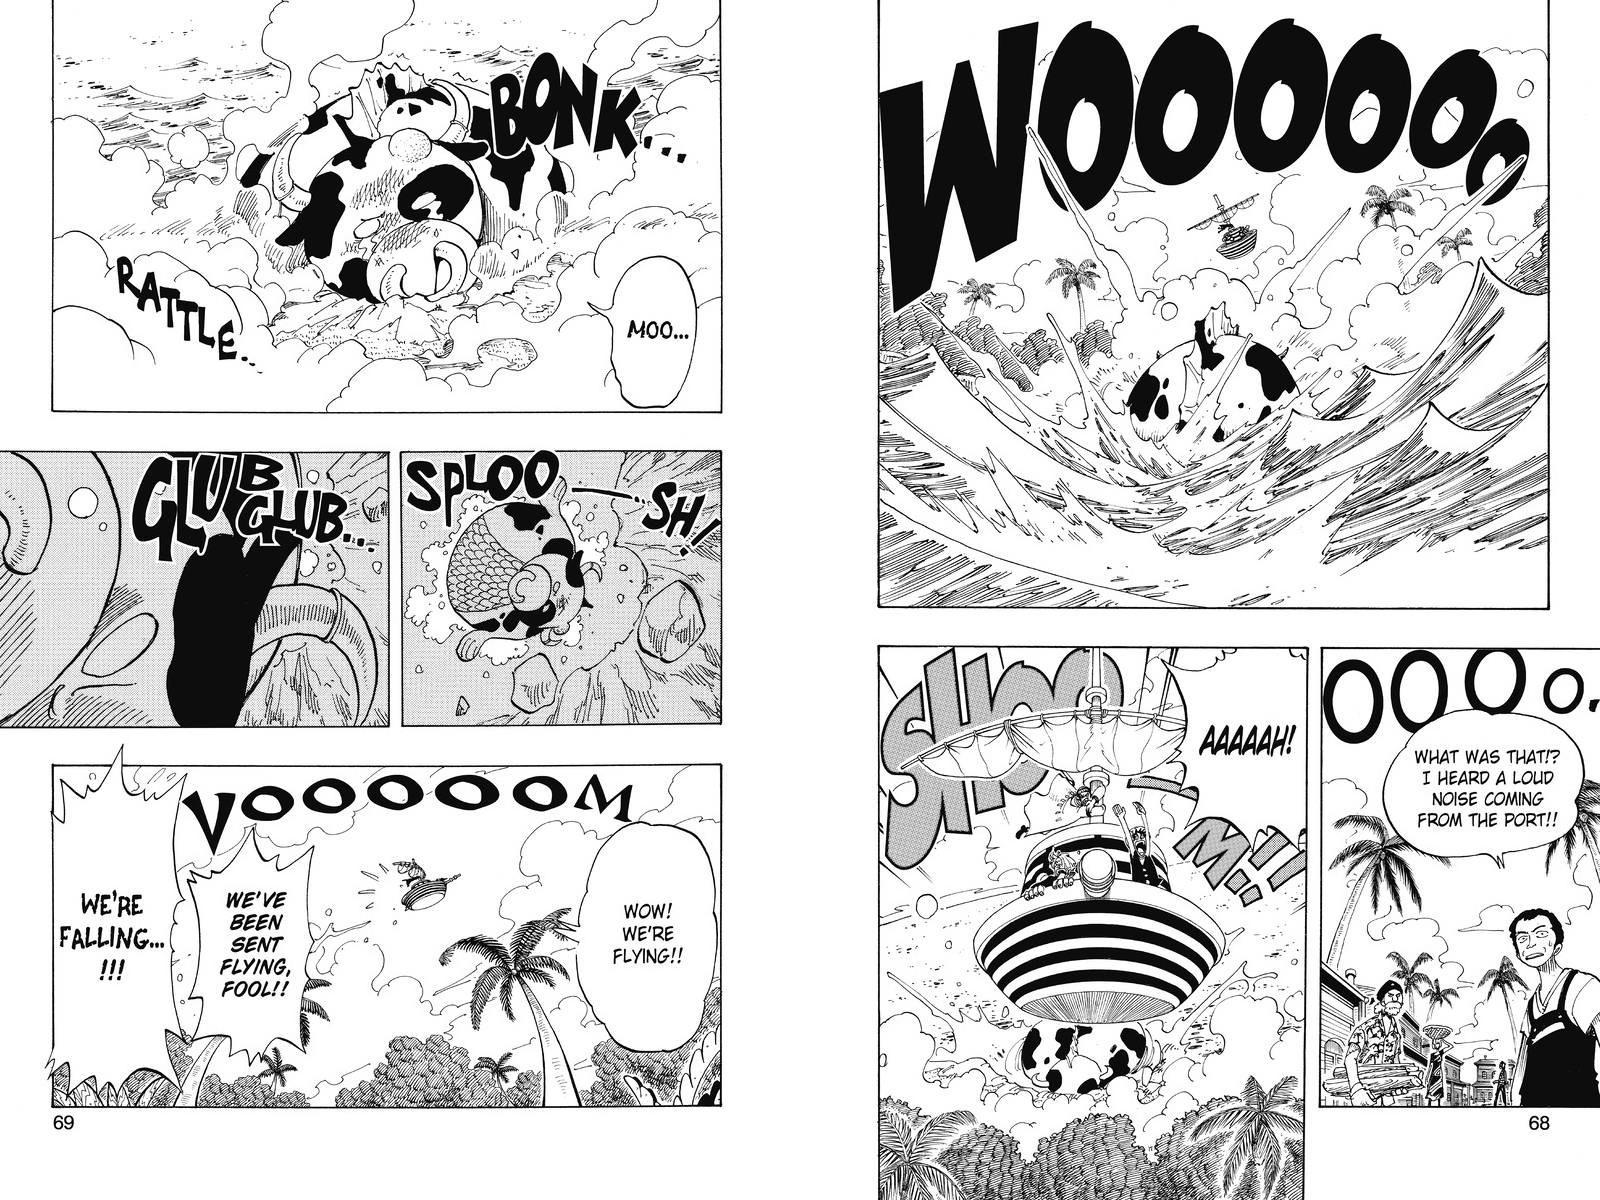 WOOOOOO
OOOO.
WHAT WAS THAT!?
I HEARD A LOUD
NOISE COMING
FROM THE PORT!!
AAAAAH!
SHOOM!!
68
BONK...
RATTLE...
MOO...
SPLOO—...SH!
GLUB
GLUB...
VOOOOOM
WOW!
WE'RE
FLYING!!
WE'VE
BEEN
SENT
FLYING,
FOOL!!
WE'RE
FALLING...
!!!
69